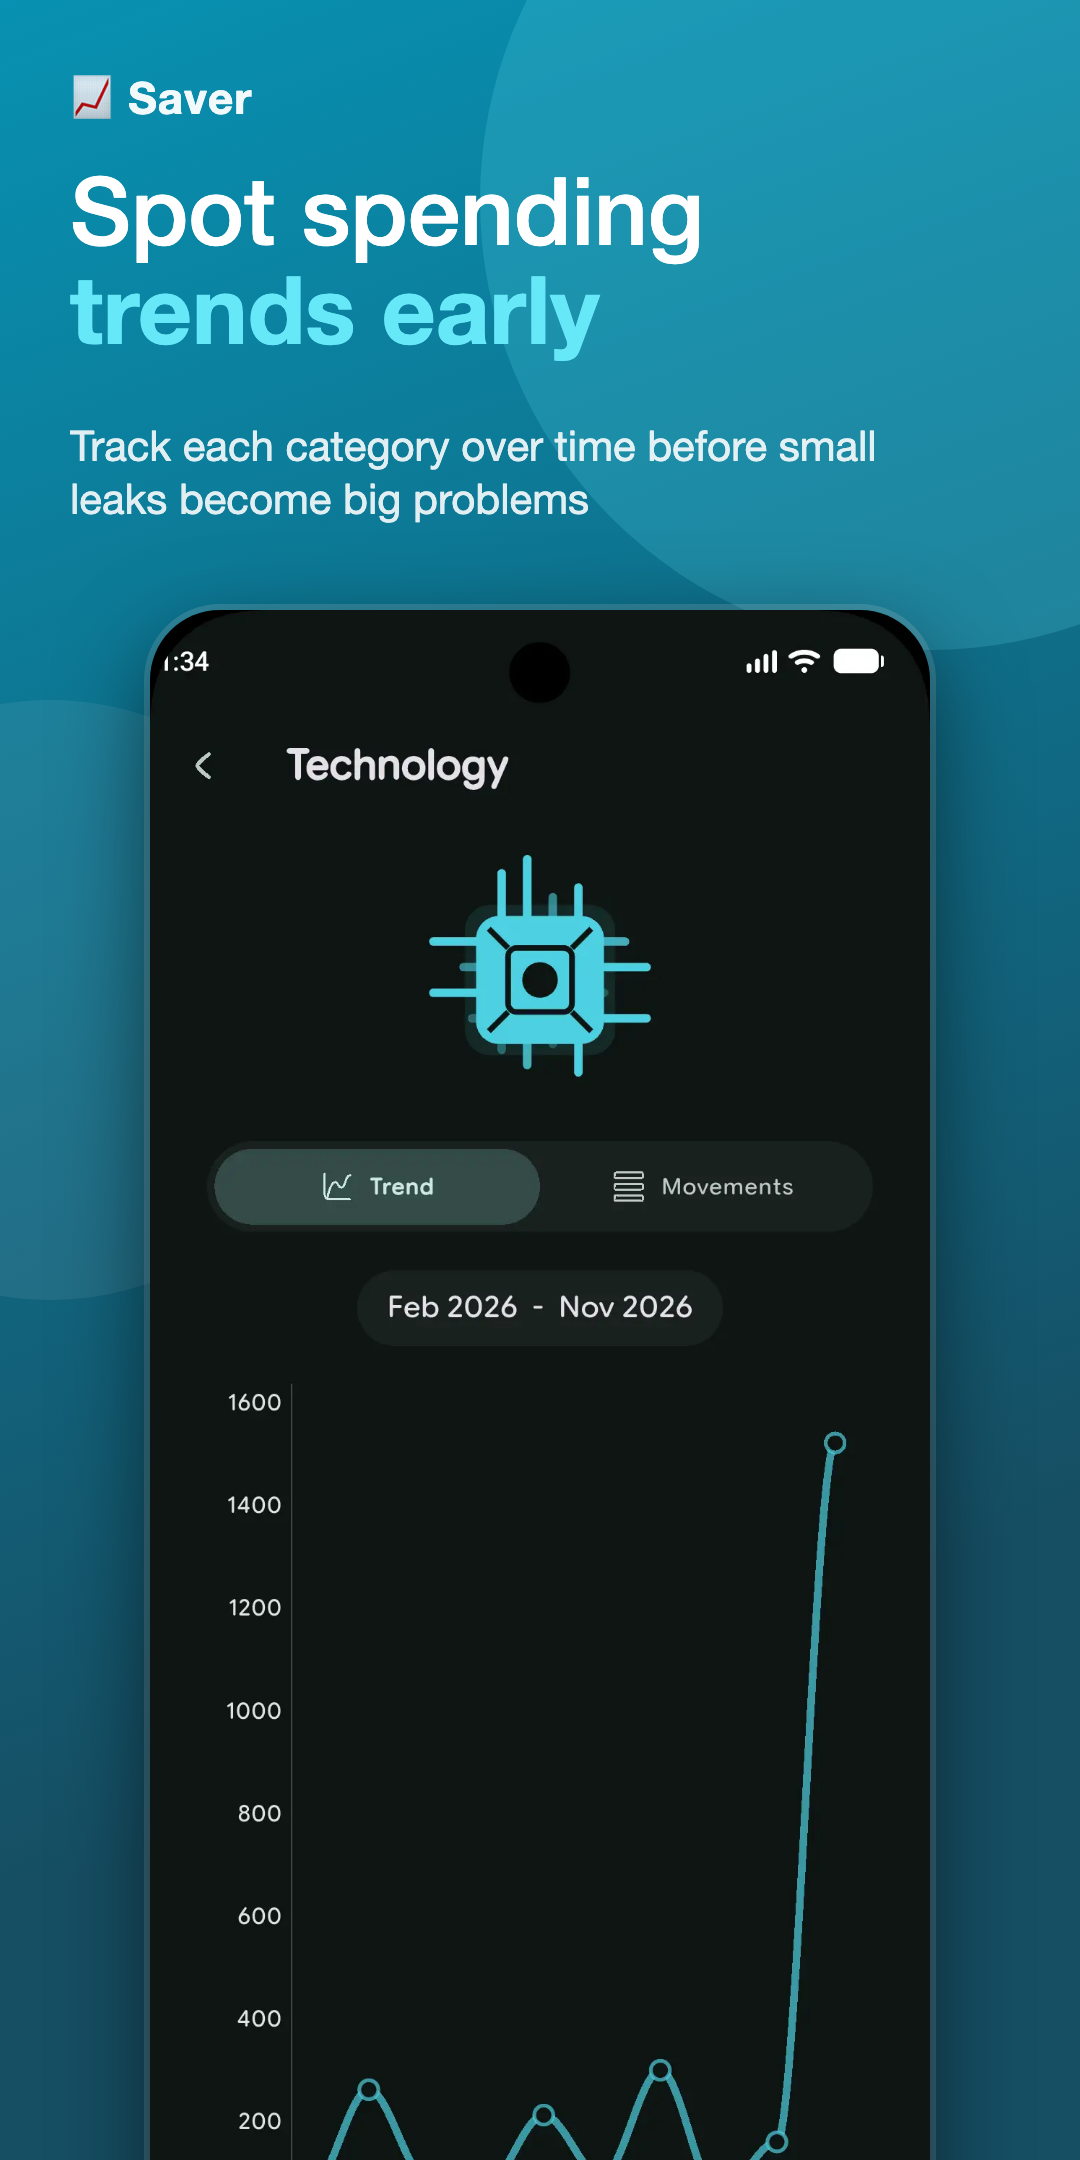 Saver
Spot spending
trends early
Track each category over time before small
leaks become big problems
:34
Technology
Trend
Movements
Feb 2026 - Nov 2026
1600
1400
1200
1000
800
600
400
200